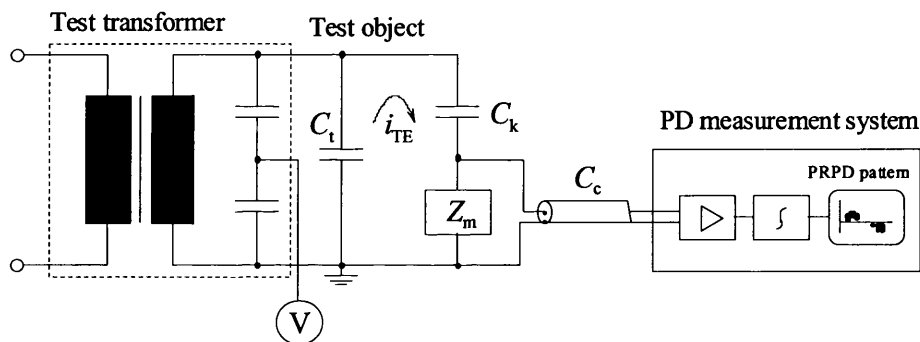 Test transformer
Test object
C_t
i_TE
C_k
PD measurement system
PRPD pattern
C_c
Z_m
∫
V